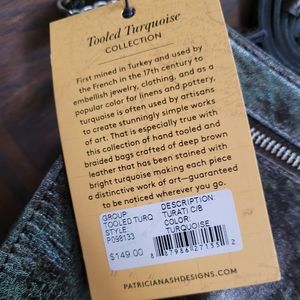 Tooled Turquoise
COLLECTION
First mined in Turkey and used by
the French in the 17th century to
embellish jewelry, clothing, and as a
popular color for linens and pottery,
turquoise is often used by artisans
to create stunningly simple works
of art. That is especially true with
this collection of hand tooled and
braided bags crafted of deep brown
leather that has been stained with
bright turquoise making each piece
a distinctive work of art—guaranteed
to be noticed wherever you go.
GROUP: DESCRIPTION:
TOOLED TURQ TURATI C/B
STYLE: COLOR:
P098133 TURQUOISE
$149.00
8 87986 27155 2
PATRICIANASHDESIGNS.COM